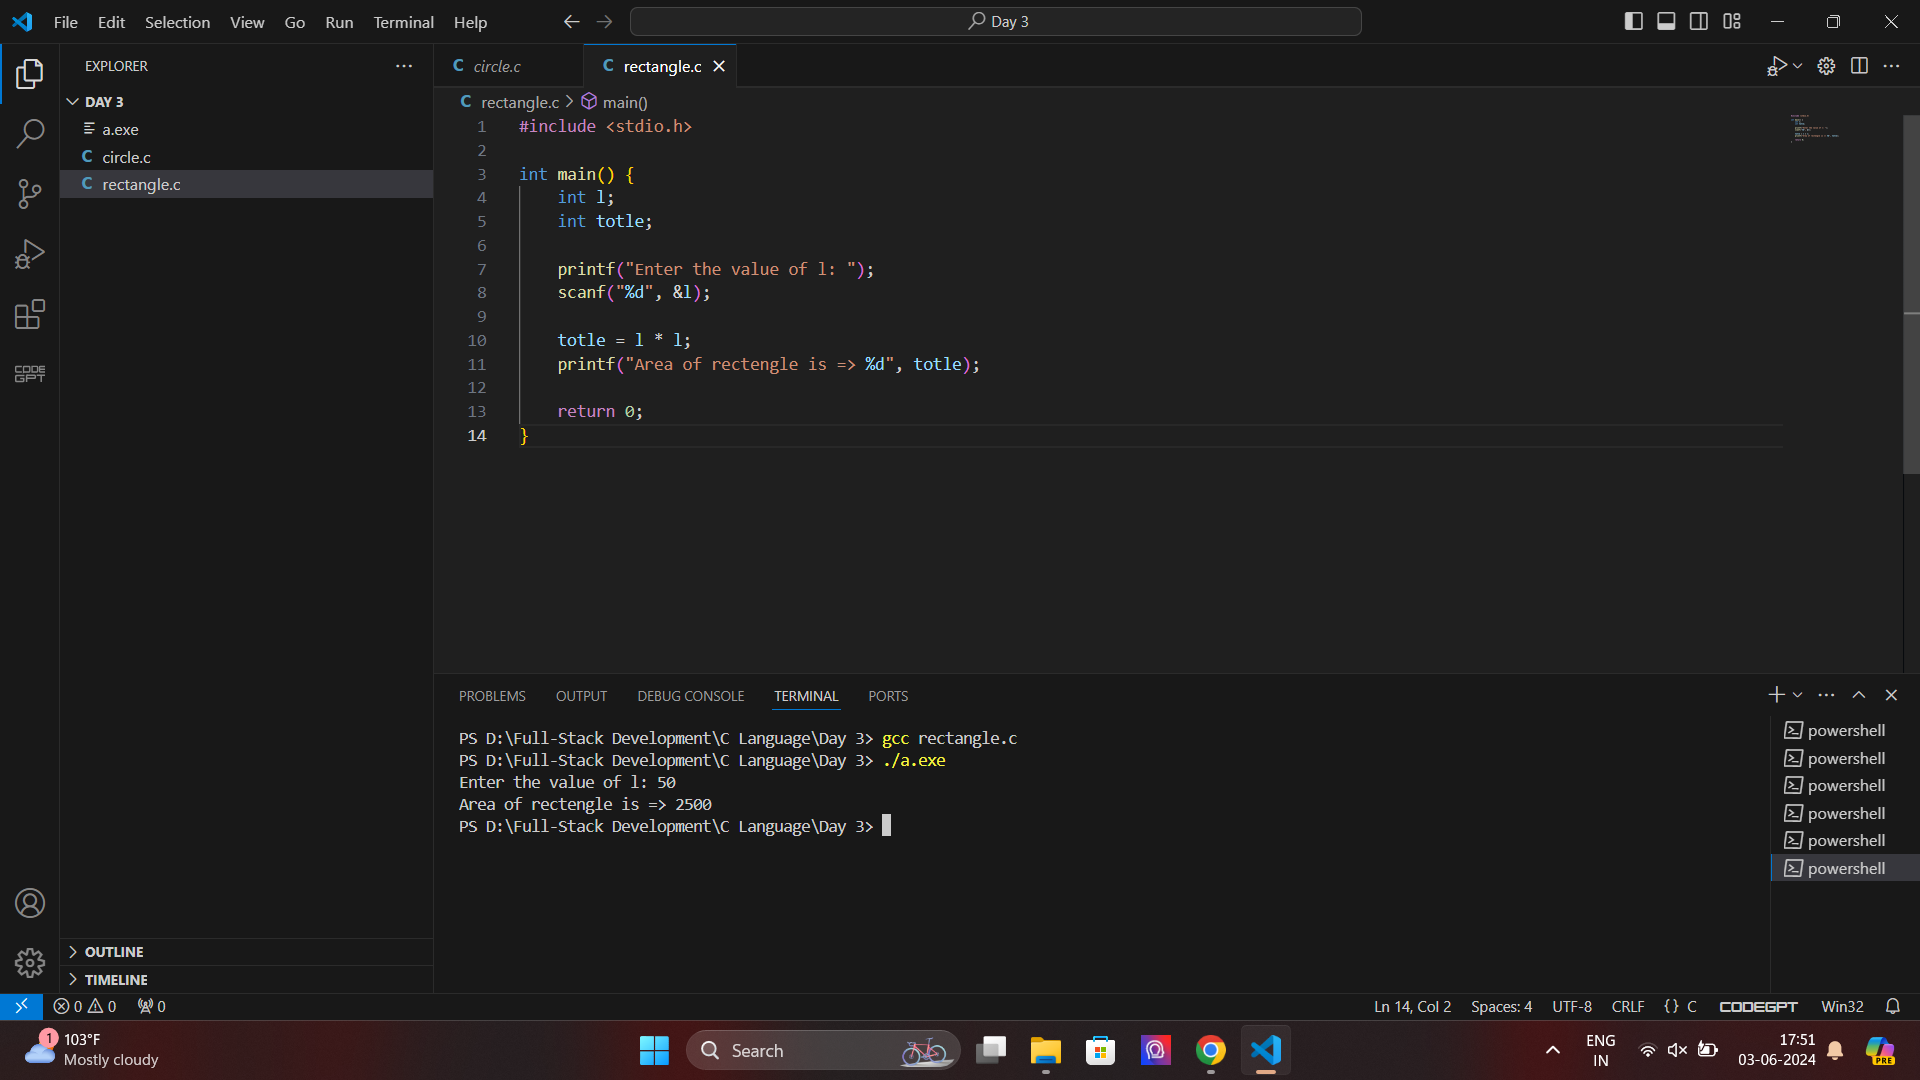 File Edit Selection View Go Run Terminal Help
Day 3
EXPLORER
DAY 3
a.exe
C circle.c
C rectangle.c
OUTLINE
TIMELINE
CODE
GPT
C circle.c
C rectangle.c
C rectangle.c > main()
1 #include <stdio.h>
2
3 int main() {
4 int l;
5 int totle;
6
7 printf("Enter the value of l: ");
8 scanf("%d", &l);
9
10 totle = l * l;
11 printf("Area of rectengle is => %d", totle);
12
13 return 0;
14 }
PROBLEMS OUTPUT DEBUG CONSOLE TERMINAL PORTS
PS D:\Full-Stack Development\C Language\Day 3> gcc rectangle.c
PS D:\Full-Stack Development\C Language\Day 3> ./a.exe
Enter the value of l: 50
Area of rectengle is => 2500
PS D:\Full-Stack Development\C Language\Day 3>
powershell
powershell
powershell
powershell
powershell
powershell
0 0 0
Ln 14, Col 2 Spaces: 4 UTF-8 CRLF {} C CODEGPT Win32
1
103°F
Mostly cloudy
Search
ENG
IN
17:51
03-06-2024
PRE